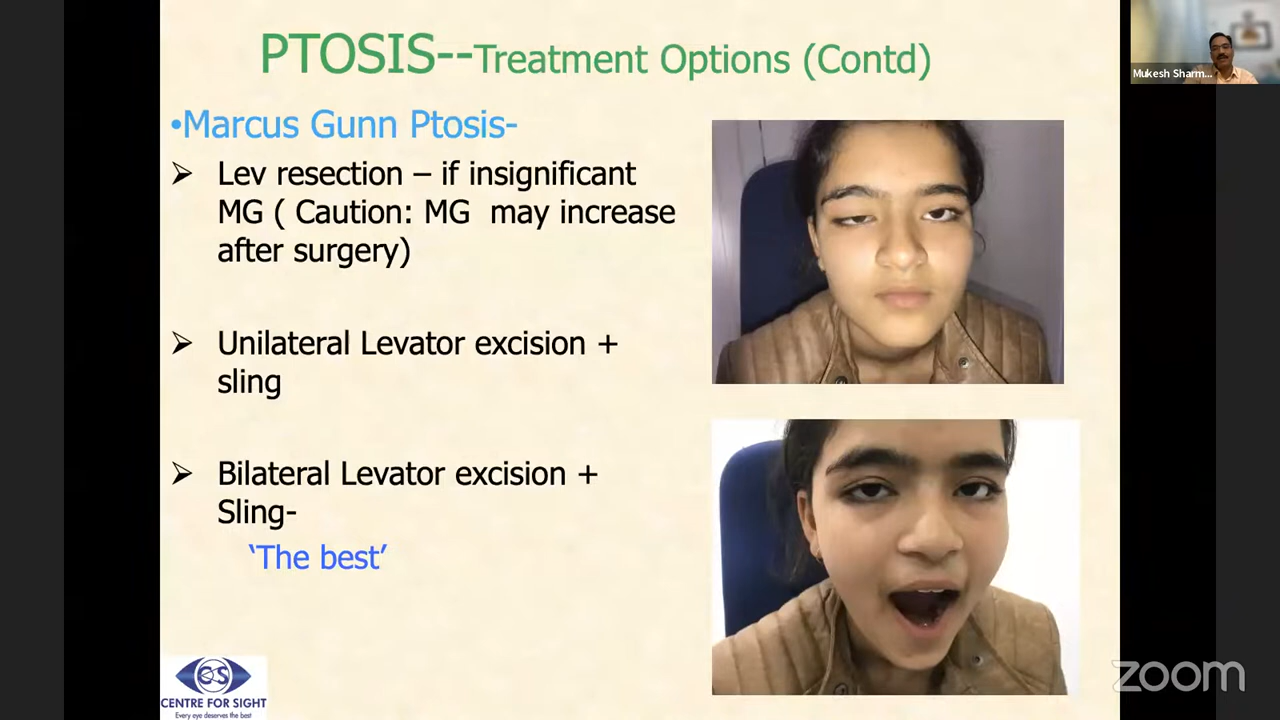 PTOSIS--Treatment Options (Contd)
•Marcus Gunn Ptosis-
➢ Lev resection – if insignificant
MG ( Caution: MG may increase
after surgery)
➢ Unilateral Levator excision +
sling
➢ Bilateral Levator excision +
Sling-
‘The best’
CENTRE FOR SIGHT
Every eye deserves the best
Mukesh Sharm...
zoom